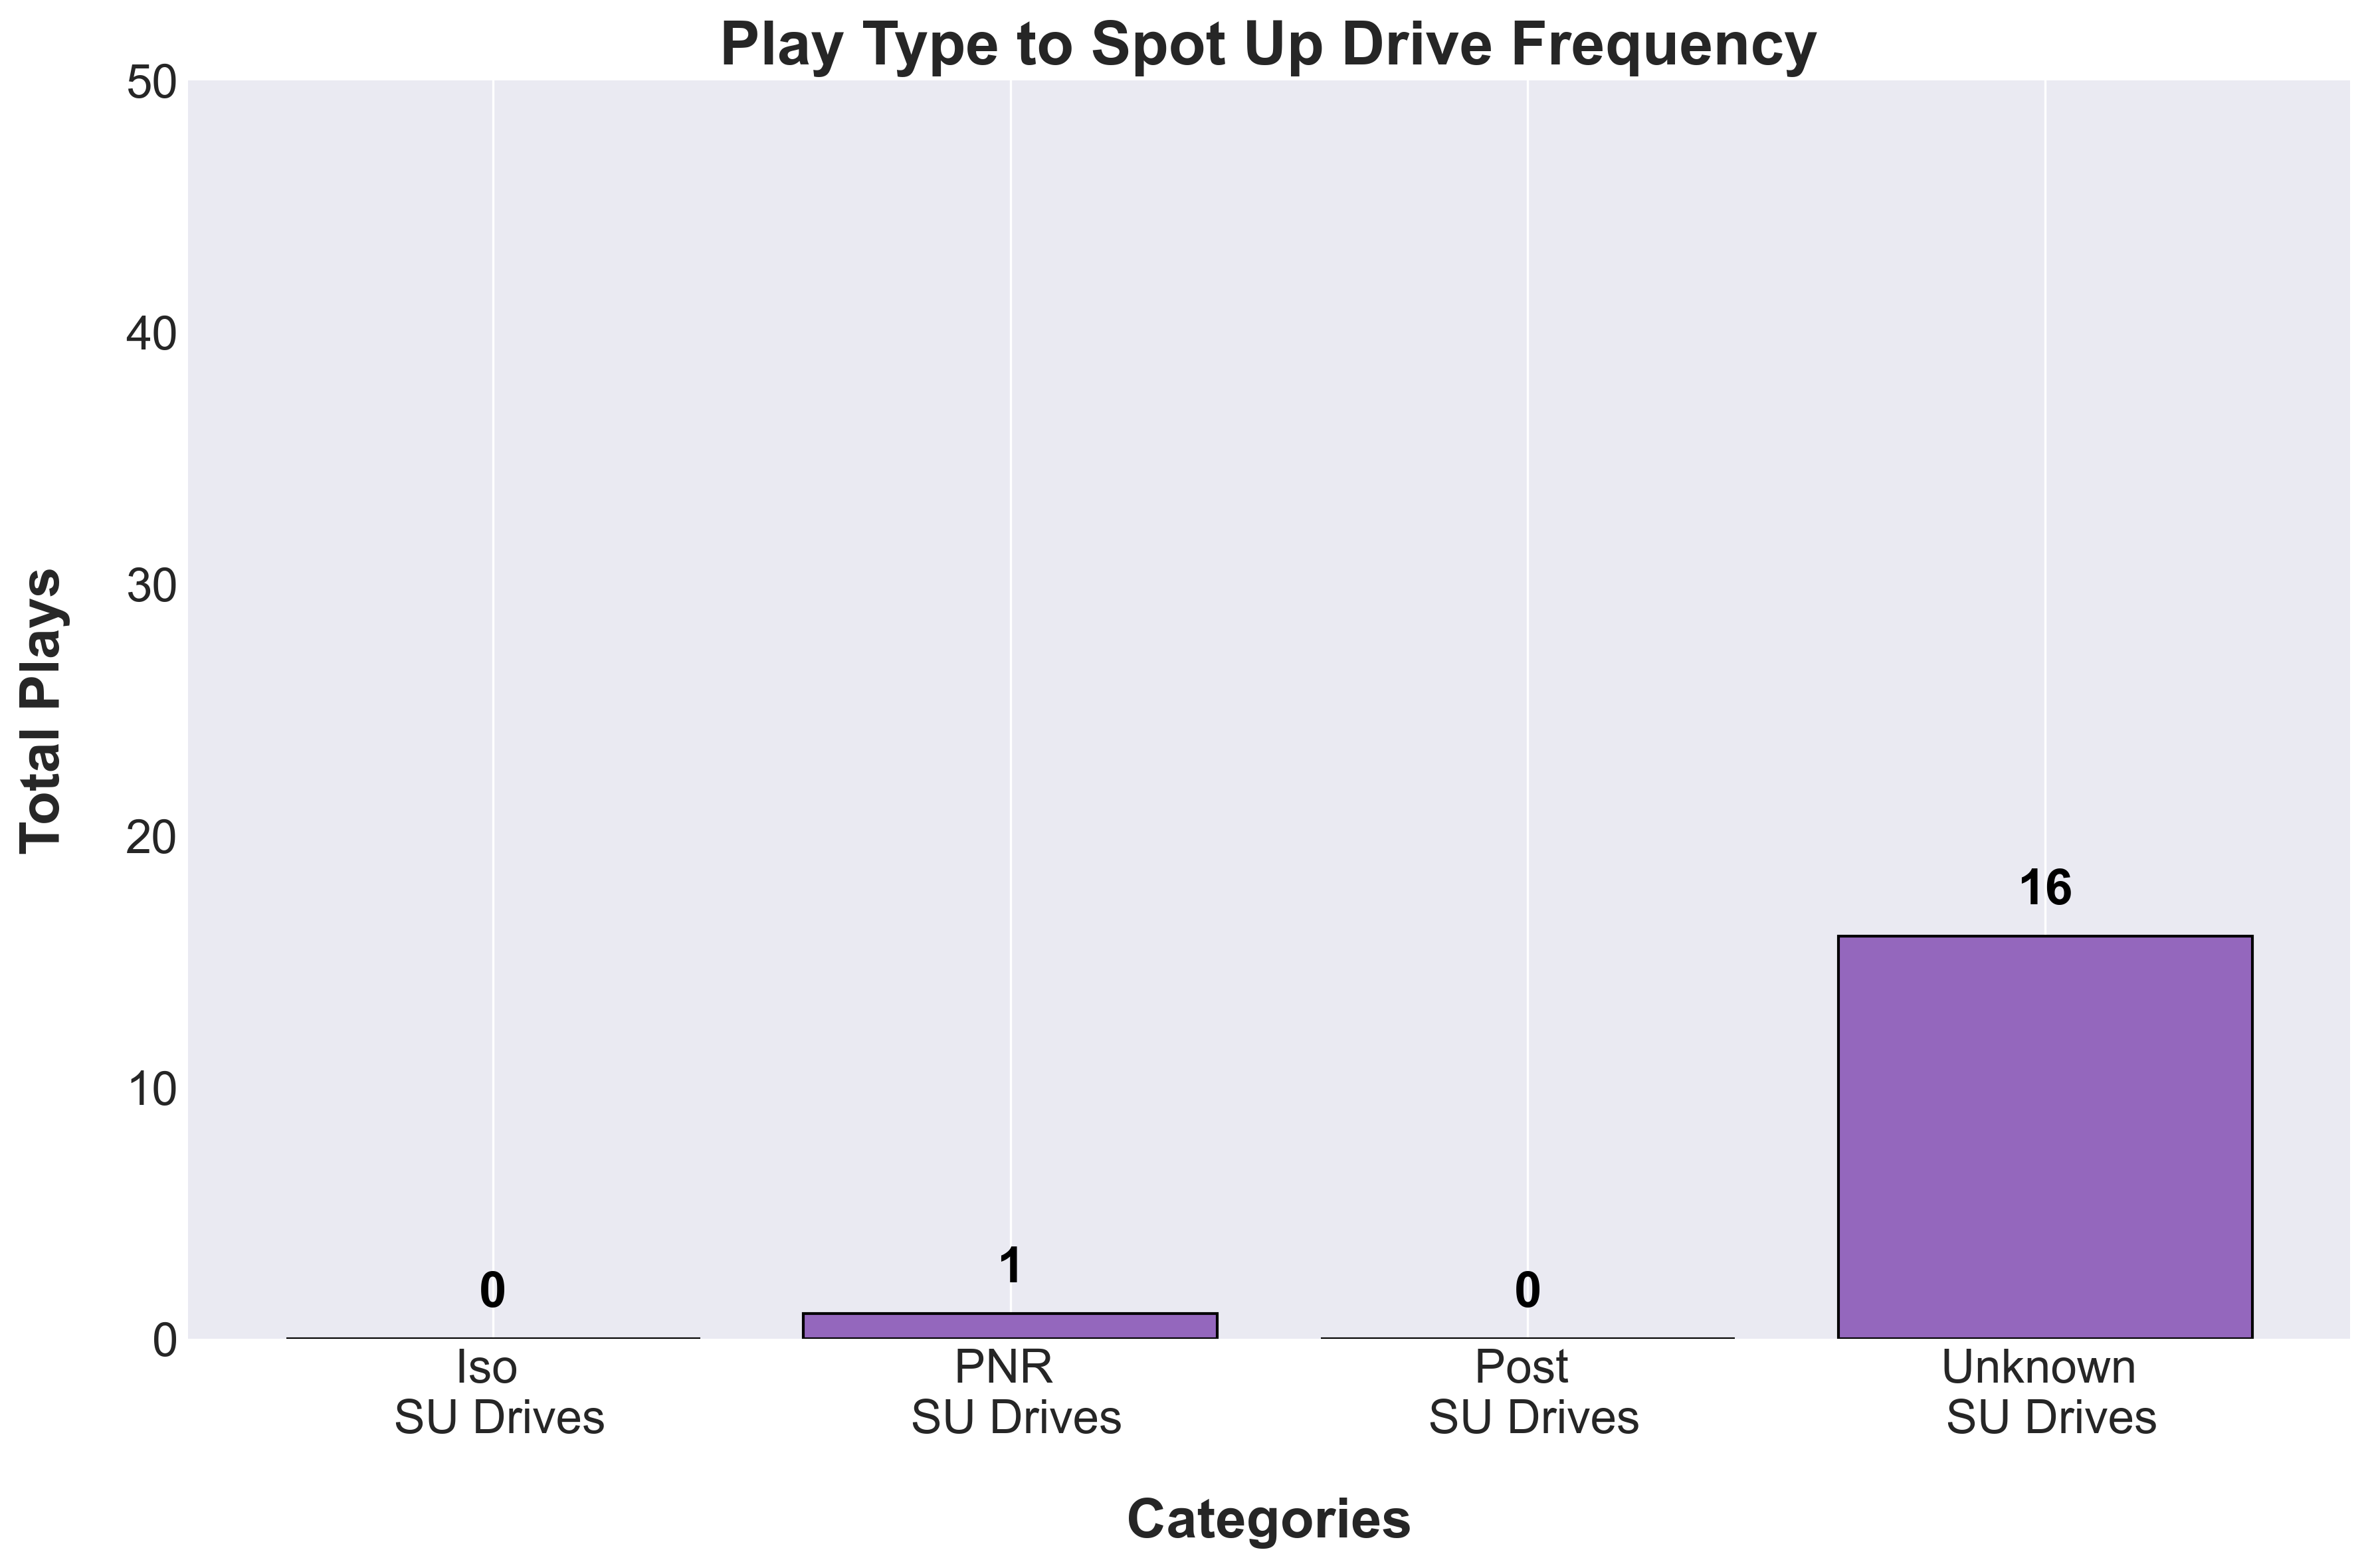 Play Type to Spot Up Drive Frequency
50
40
30
20
10
0
Total Plays
0
1
0
16
Iso
SU Drives
PNR
SU Drives
Post
SU Drives
Unknown
SU Drives
Categories